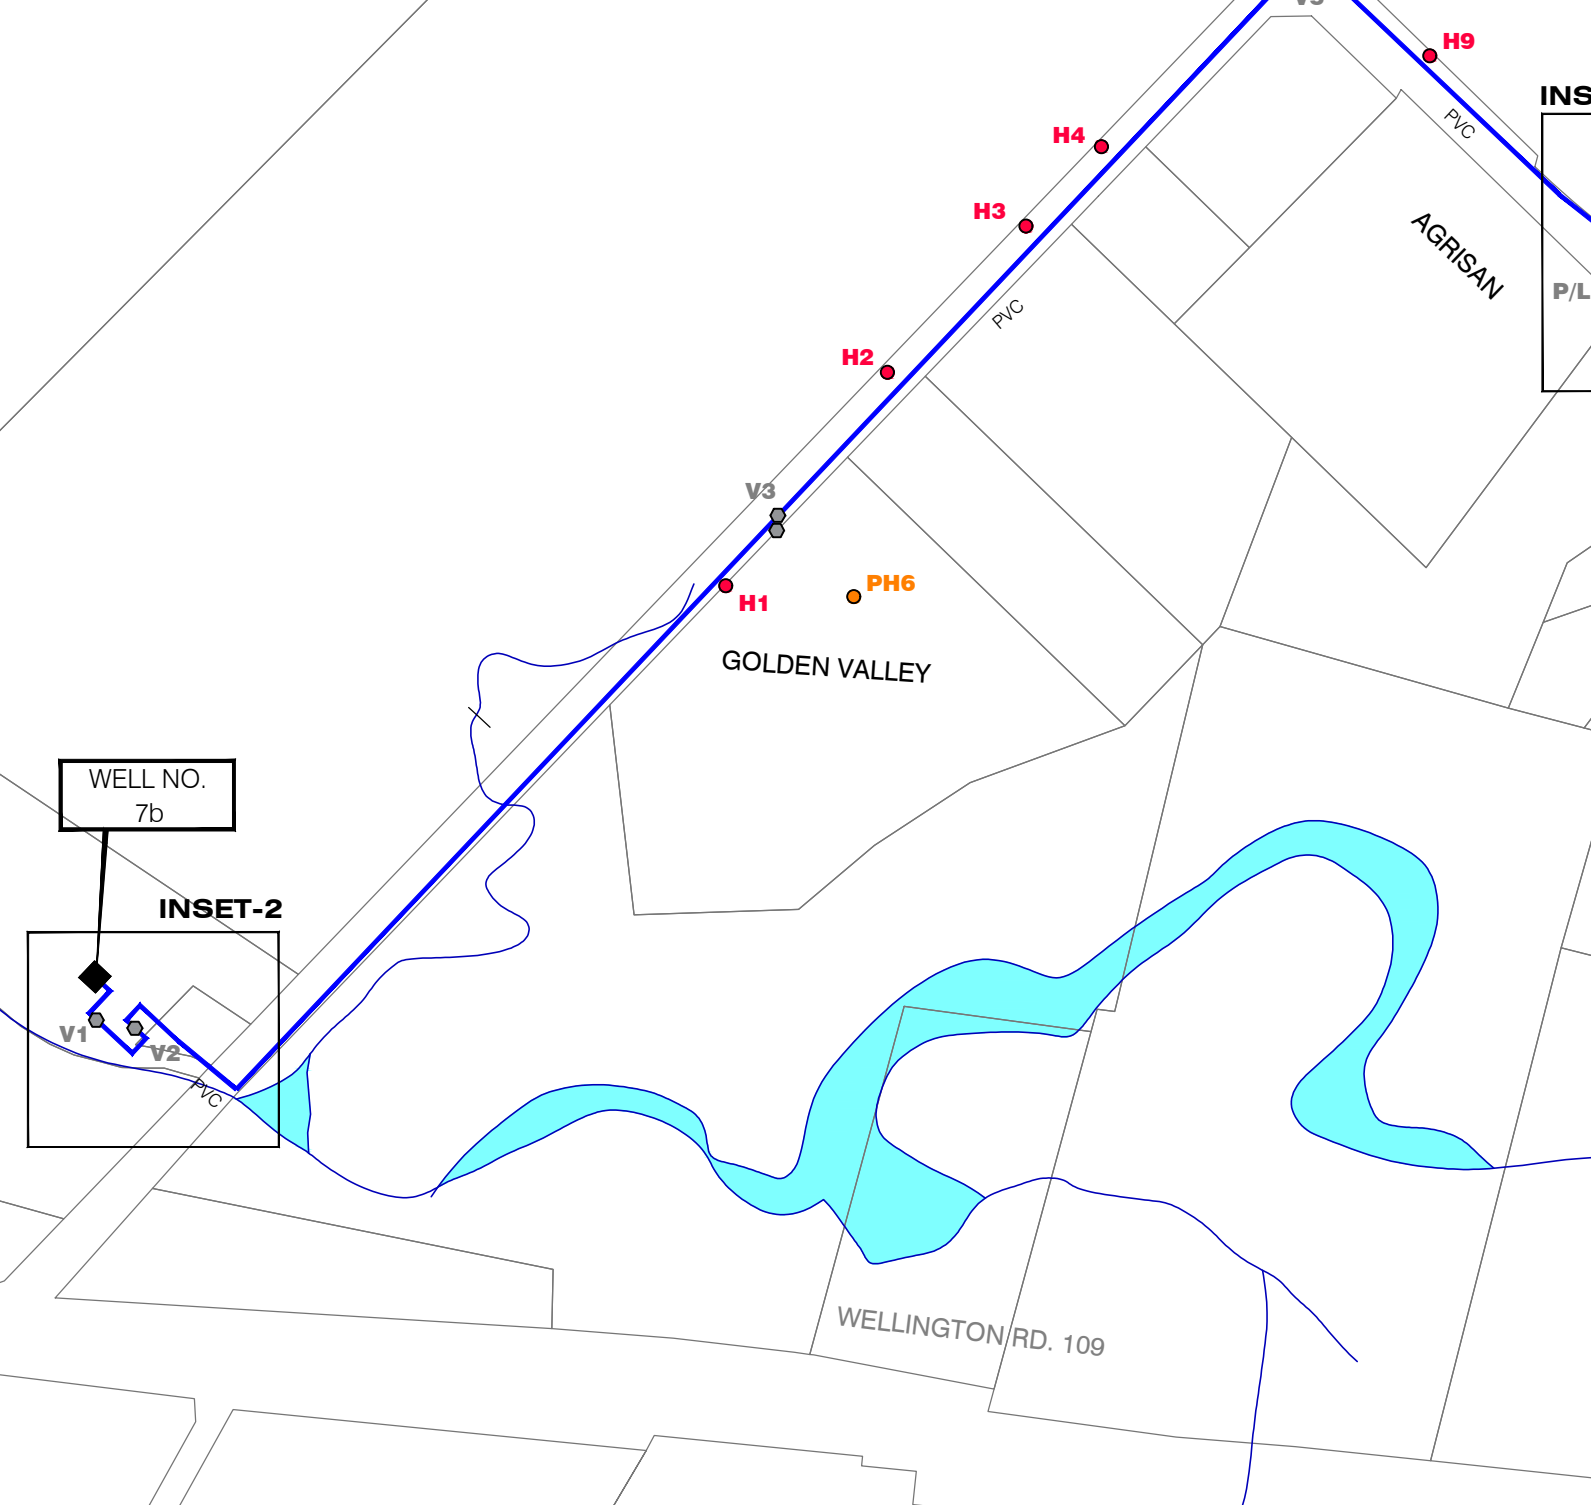 H9
INS
PVC
H4
AGRISAN
H3
P/L
PVC
H2
V3
PH6
H1
GOLDEN VALLEY
WELL NO.
7b
INSET-2
V1
V2
PVC
WELLINGTON RD. 109